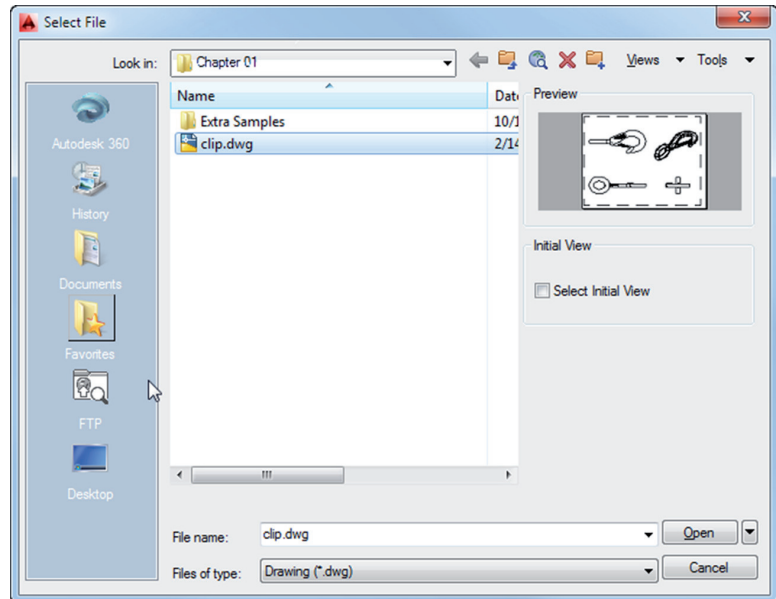 Select File
Look in: Chapter 01 Views Tools
Name Date Preview
Extra Samples 10/1
clip.dwg 2/14
Autodesk 360
History
Initial View
Select Initial View
Documents
Favorites
FTP
Desktop
File name: clip.dwg Open
Files of type: Drawing (*.dwg) Cancel